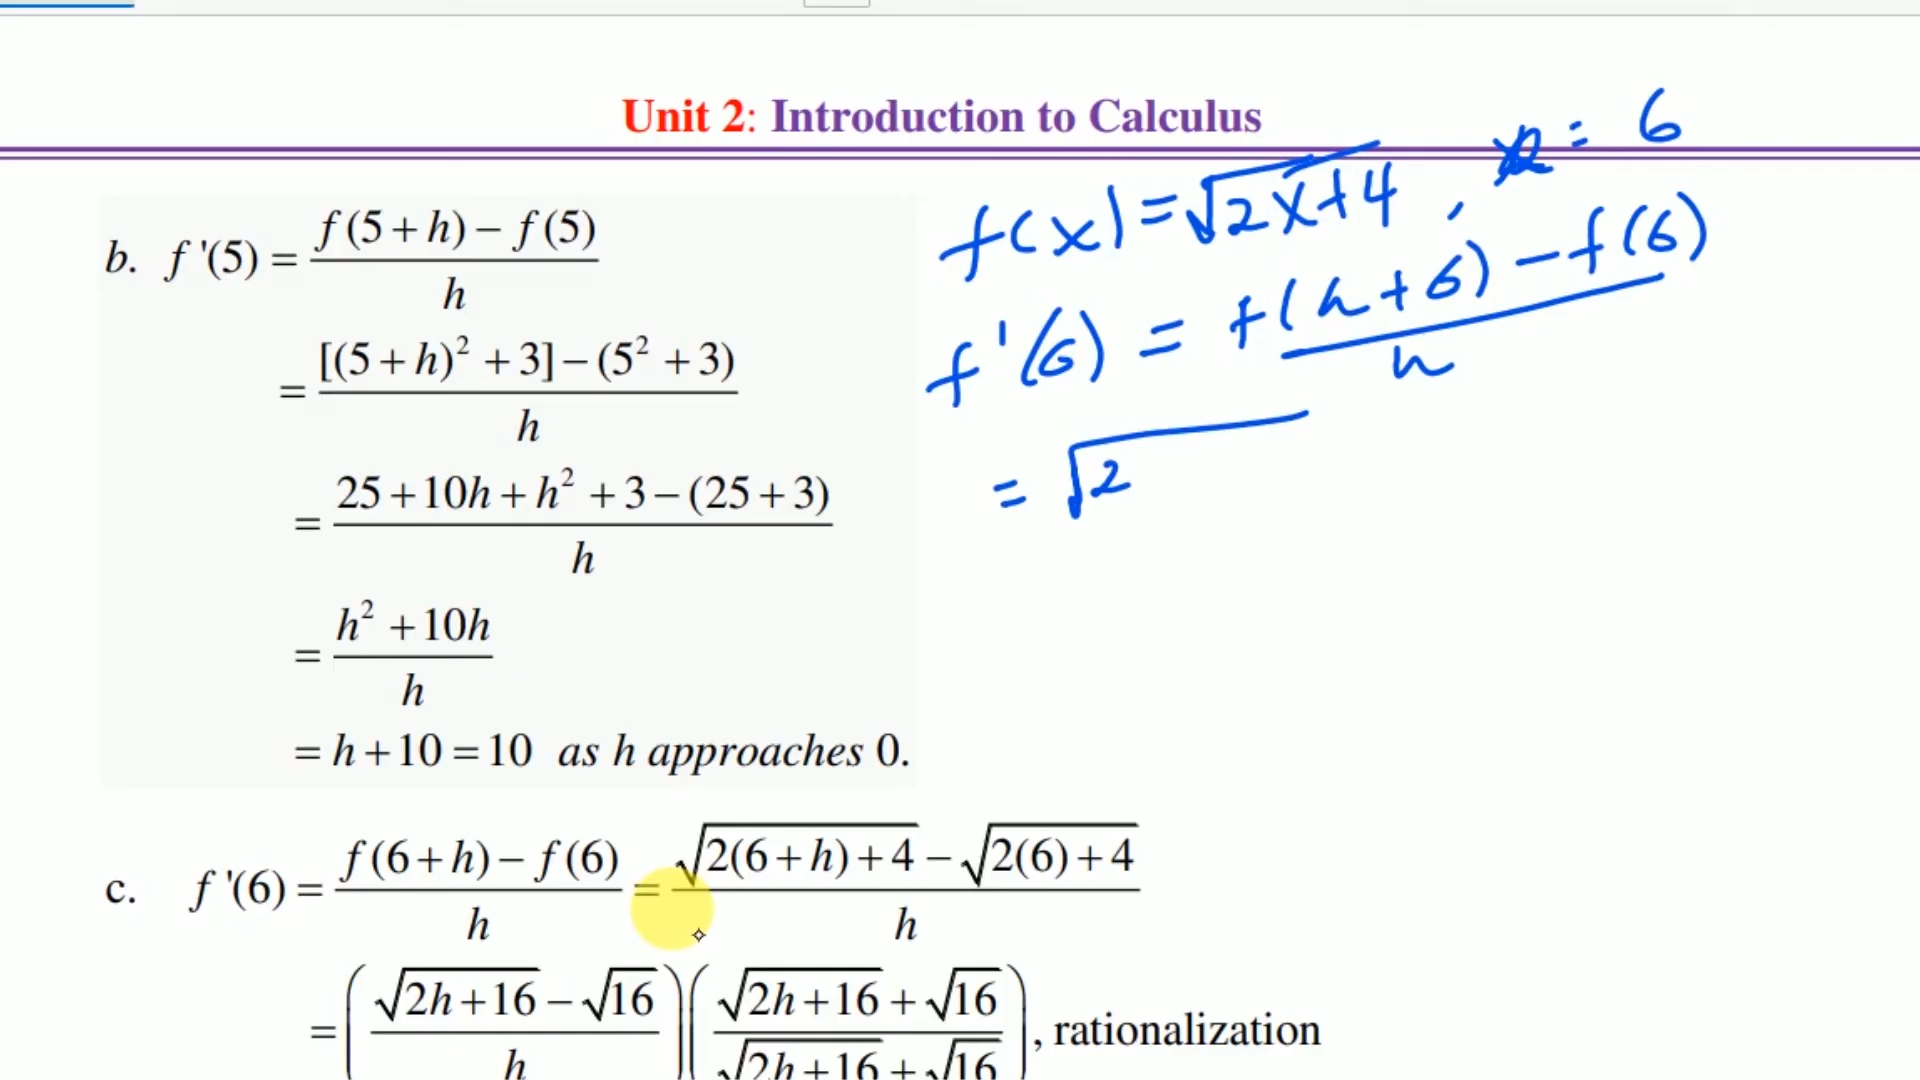 Unit 2: Introduction to Calculus
b. f '(5) = (f(5+h) − f(5)) / h
= ([(5+h)² + 3] − (5² + 3)) / h
= (25 + 10h + h² + 3 − (25 + 3)) / h
= (h² + 10h) / h
= h + 10 = 10 as h approaches 0.
f(x) = √(2x+4) , x = 6
f '(6) = (f(h+6) − f(6)) / h
= √2
c. f '(6) = (f(6+h) − f(6)) / h = (√(2(6+h)+4) − √(2(6)+4)) / h
= ((√(2h+16) − √16) / h) ((√(2h+16) + √16) / (√(2h+16) + √16)), rationalization